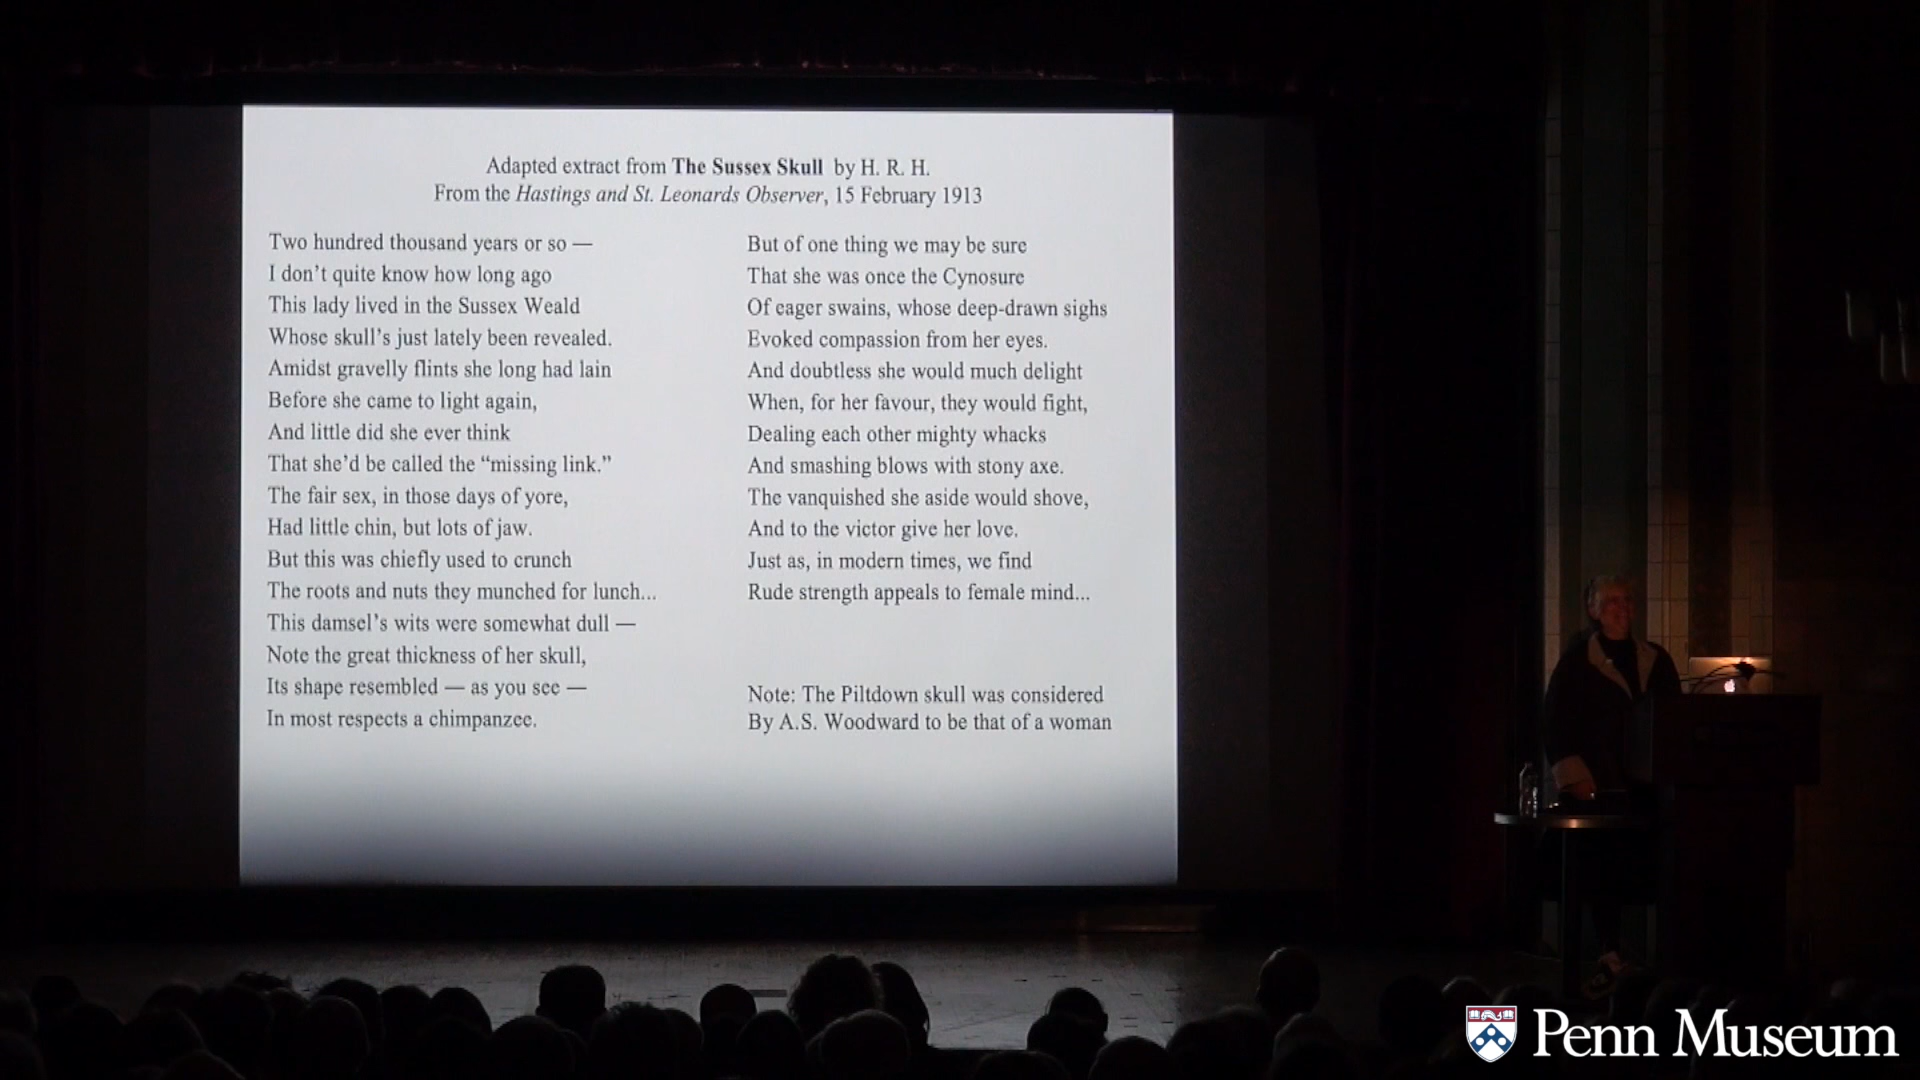 Adapted extract from The Sussex Skull by H. R. H.
From the Hastings and St. Leonards Observer, 15 February 1913
Two hundred thousand years or so —
I don't quite know how long ago
This lady lived in the Sussex Weald
Whose skull's just lately been revealed.
Amidst gravelly flints she long had lain
Before she came to light again,
And little did she ever think
That she'd be called the “missing link.”
The fair sex, in those days of yore,
Had little chin, but lots of jaw.
But this was chiefly used to crunch
The roots and nuts they munched for lunch...
This damsel's wits were somewhat dull —
Note the great thickness of her skull,
Its shape resembled — as you see —
In most respects a chimpanzee.
But of one thing we may be sure
That she was once the Cynosure
Of eager swains, whose deep-drawn sighs
Evoked compassion from her eyes.
And doubtless she would much delight
When, for her favour, they would fight,
Dealing each other mighty whacks
And smashing blows with stony axe.
The vanquished she aside would shove,
And to the victor give her love.
Just as, in modern times, we find
Rude strength appeals to female mind...
Note: The Piltdown skull was considered
By A.S. Woodward to be that of a woman
Penn Museum